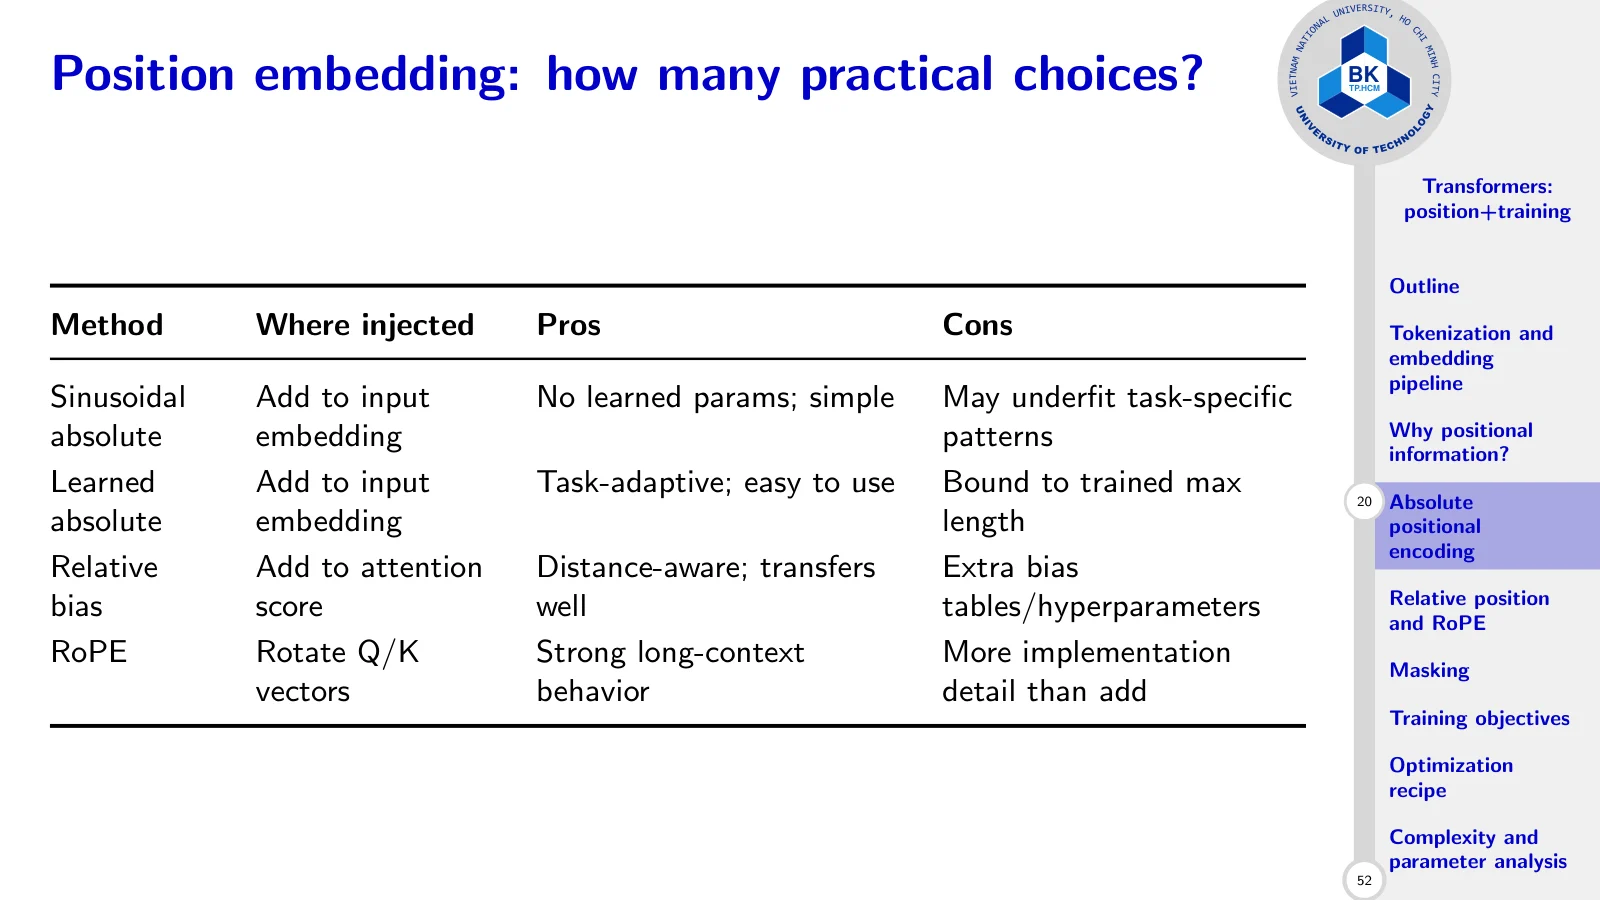 Position embedding: how many practical choices?
VIETNAM NATIONAL UNIVERSITY, HO CHI MINH CITY
BK
TP.HCM
UNIVERSITY OF TECHNOLOGY
Transformers:
position+training
Method Where injected Pros Cons
Sinusoidal absolute Add to input embedding No learned params; simple May underfit task-specific patterns
Learned absolute Add to input embedding Task-adaptive; easy to use Bound to trained max length
Relative bias Add to attention score Distance-aware; transfers well Extra bias tables/hyperparameters
RoPE Rotate Q/K vectors Strong long-context behavior More implementation detail than add
Outline
Tokenization and
embedding
pipeline
Why positional
information?
20
Absolute
positional
encoding
Relative position
and RoPE
Masking
Training objectives
Optimization
recipe
Complexity and
parameter analysis
52